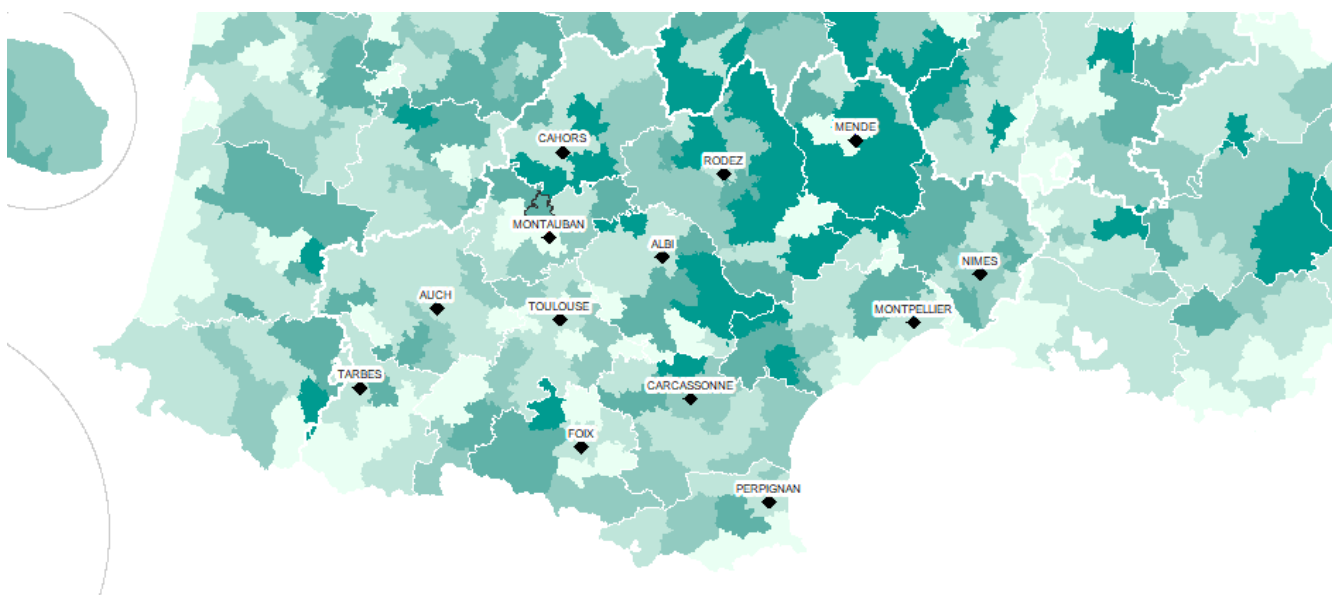 MENDE
CAHORS
RODEZ
MONTAUBAN
ALBI
NIMES
AUCH
TOULOUSE
MONTPELLIER
TARBES
CARCASSONNE
FOIX
PERPIGNAN